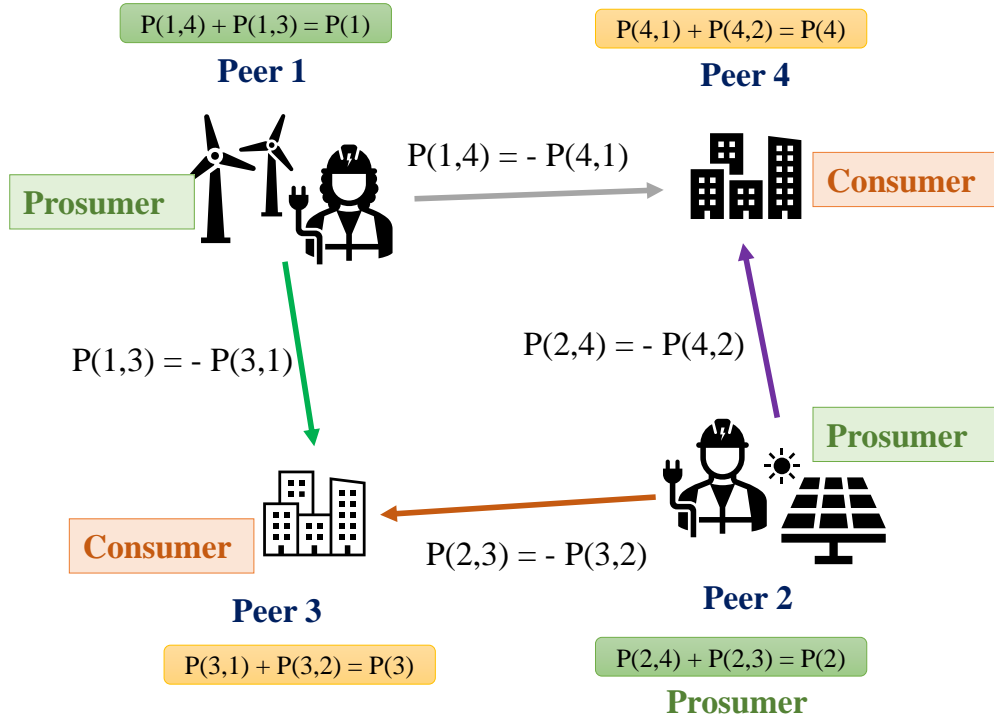 P(1,4) + P(1,3) = P(1)
P(4,1) + P(4,2) = P(4)
Peer 1
Peer 4
P(1,4) = - P(4,1)
Prosumer
Consumer
P(1,3) = - P(3,1)
P(2,4) = - P(4,2)
Prosumer
Consumer
P(2,3) = - P(3,2)
Peer 3
Peer 2
P(3,1) + P(3,2) = P(3)
P(2,4) + P(2,3) = P(2)
Prosumer